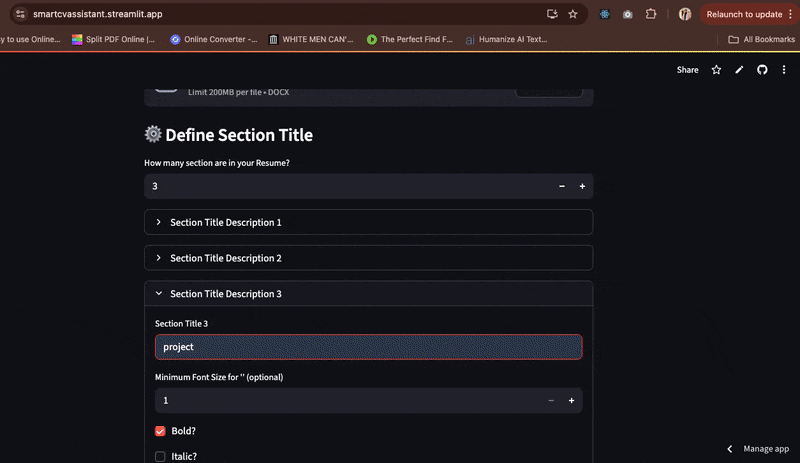 smartcvassistant.streamlit.app
Relaunch to update
y to use Online...
Split PDF Online |...
Online Converter -...
WHITE MEN CAN'...
The Perfect Find F...
ai Humanize AI Text...
All Bookmarks
Share
Limit 200MB per file • DOCX
Define Section Title
How many section are in your Resume?
3
Section Title Description 1
Section Title Description 2
Section Title Description 3
Section Title 3
project
Minimum Font Size for '' (optional)
1
Bold?
Italic?
Manage app